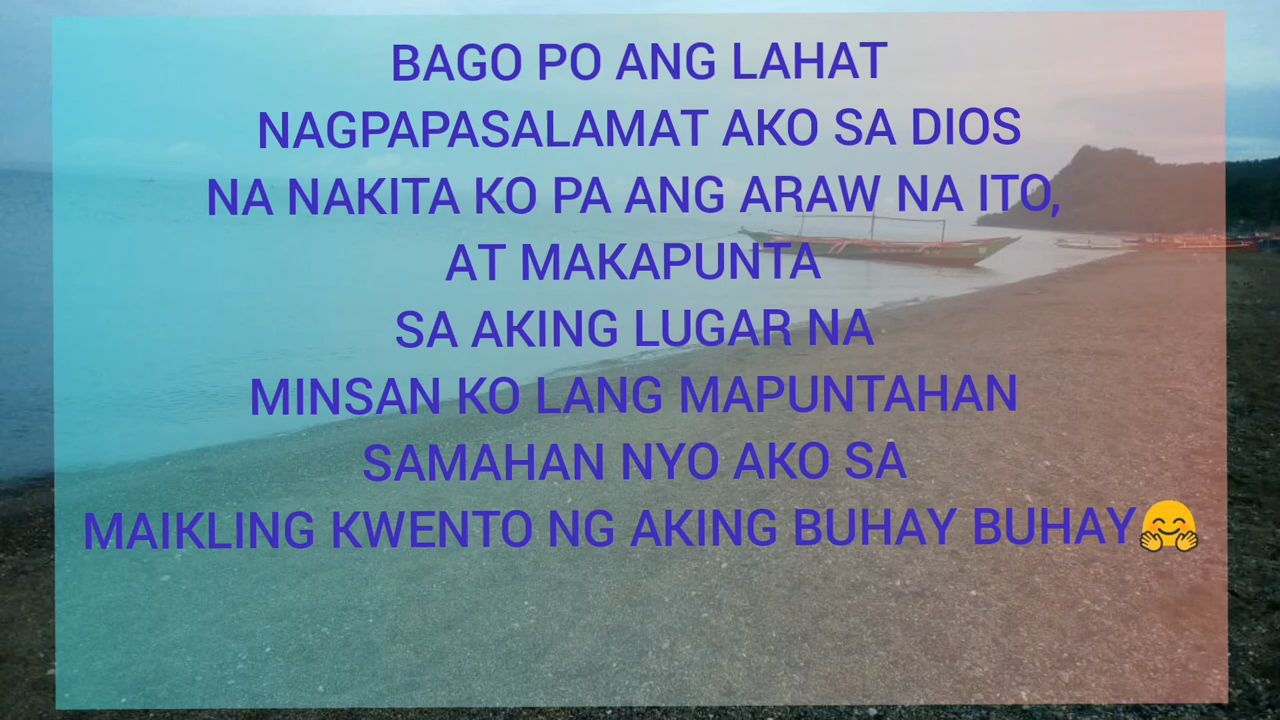 BAGO PO ANG LAHAT
NAGPAPASALAMAT AKO SA DIOS
NA NAKITA KO PA ANG ARAW NA ITO,
AT MAKAPUNTA
SA AKING LUGAR NA
MINSAN KO LANG MAPUNTAHAN
SAMAHAN NYO AKO SA
MAIKLING KWENTO NG AKING BUHAY BUHAY🤗